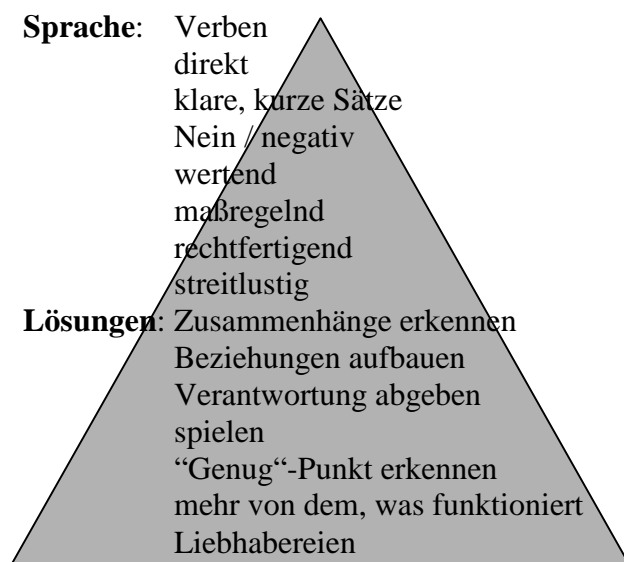 Sprache: Verben
direkt
klare, kurze Sätze
Nein / negativ
wertend
maßregelnd
rechtfertigend
streitlustig
Lösungen: Zusammenhänge erkennen
Beziehungen aufbauen
Verantwortung abgeben
spielen
“Genug“-Punkt erkennen
mehr von dem, was funktioniert
Liebhabereien